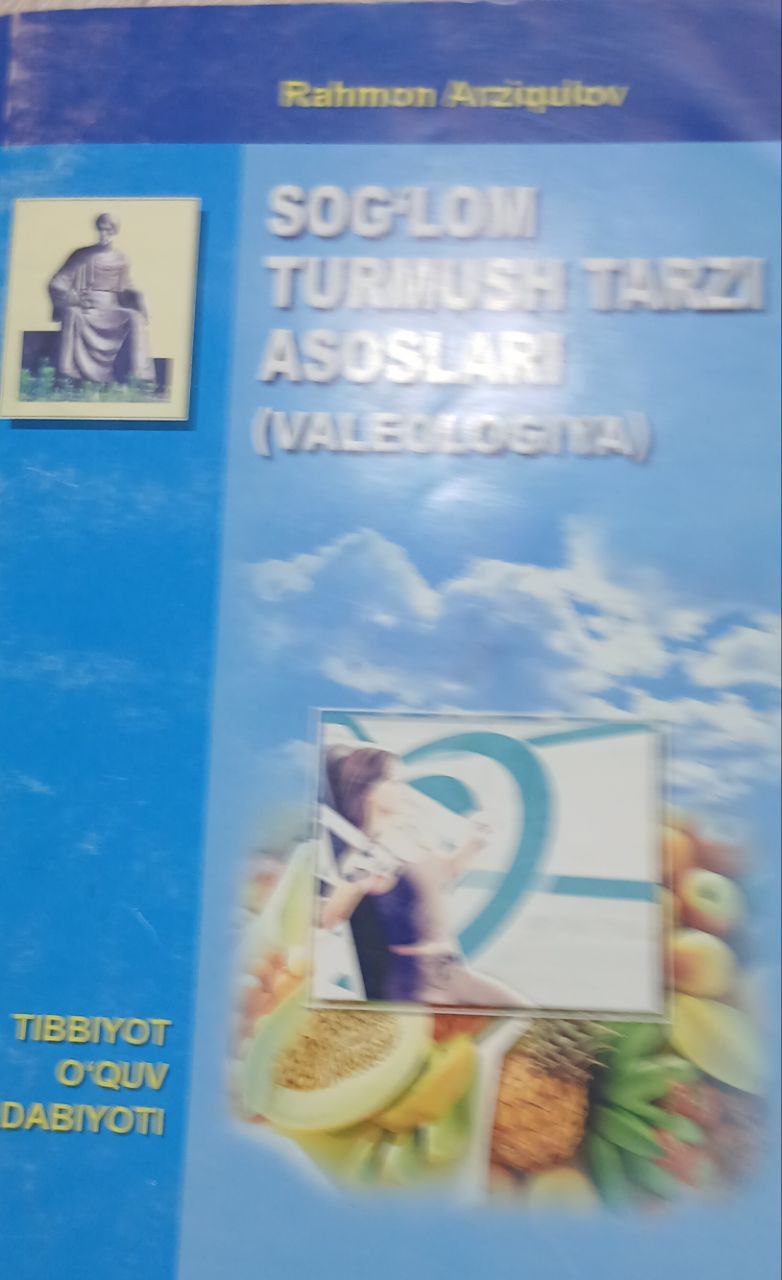 Rahmon Arziqulov
SOG‘LOM
TURMUSH TARZI
ASOSLARI
(VALEOLOGIYA)
TIBBIYOT
O‘QUV
DABIYOTI